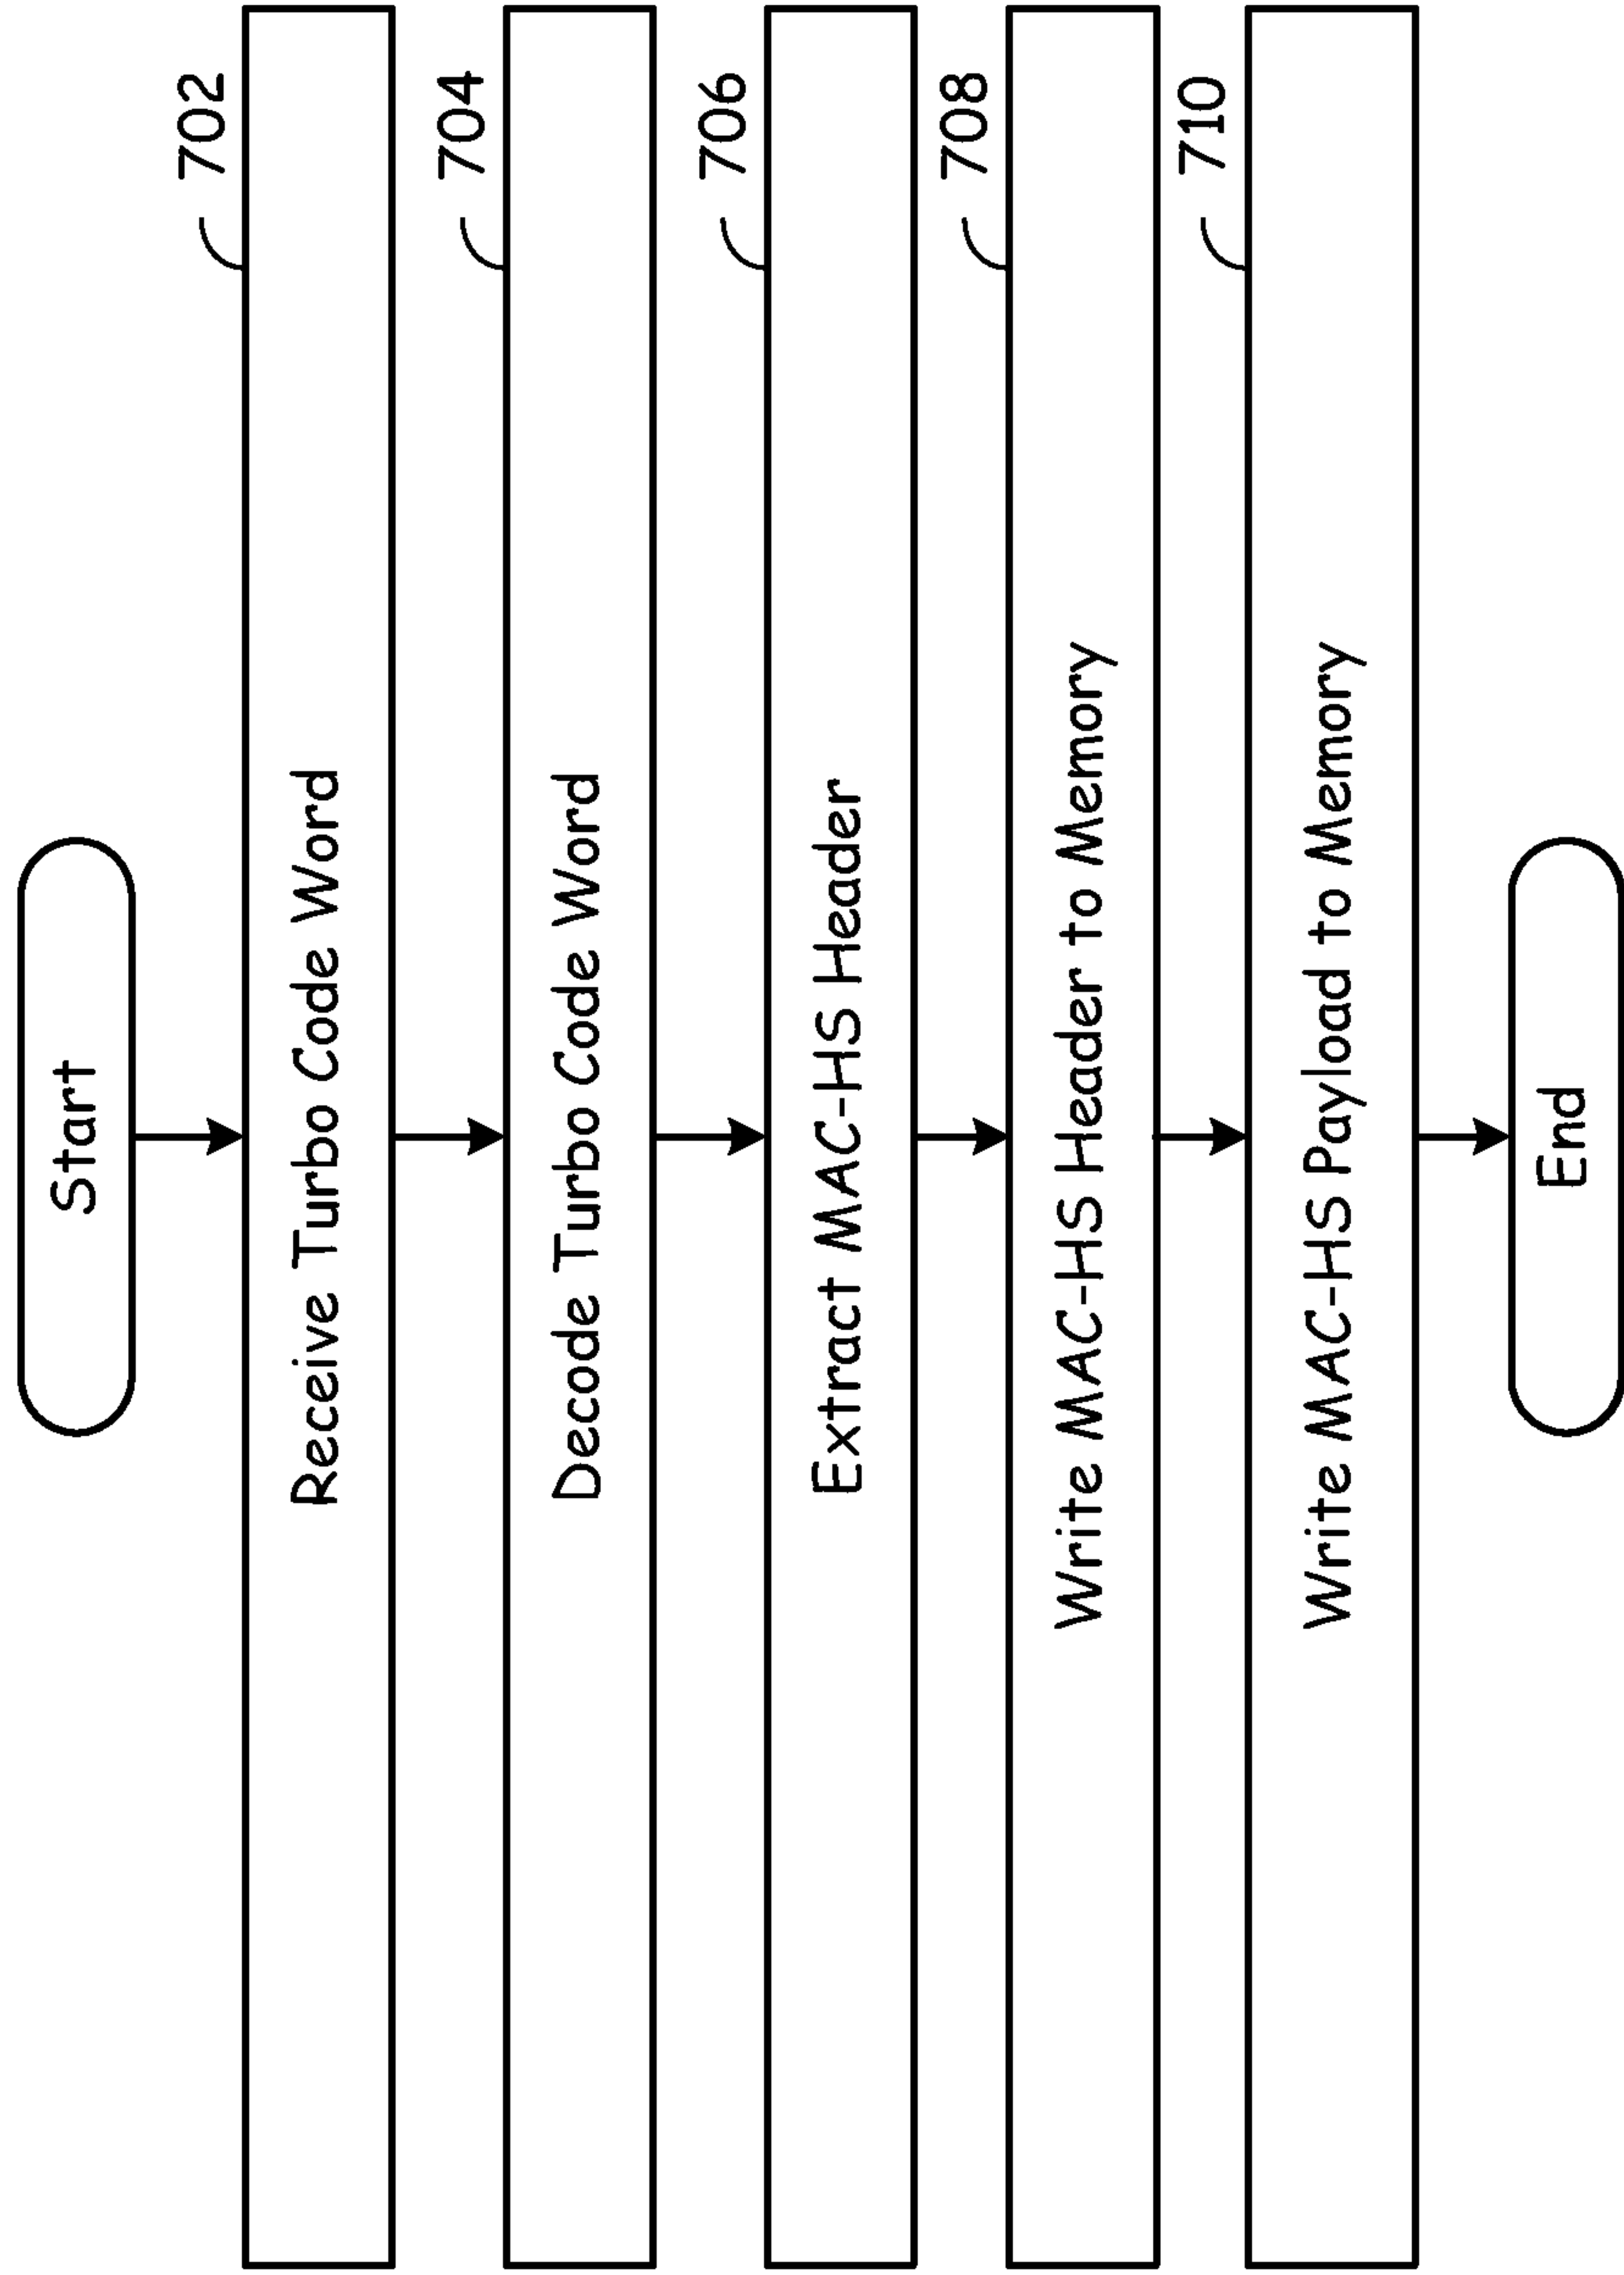 Start
702
Receive Turbo Code Word
704
Decode Turbo Code Word
706
Extract MAC-HS Header
708
Write MAC-HS Header to Memory
710
Write MAC-HS Payload to Memory
End